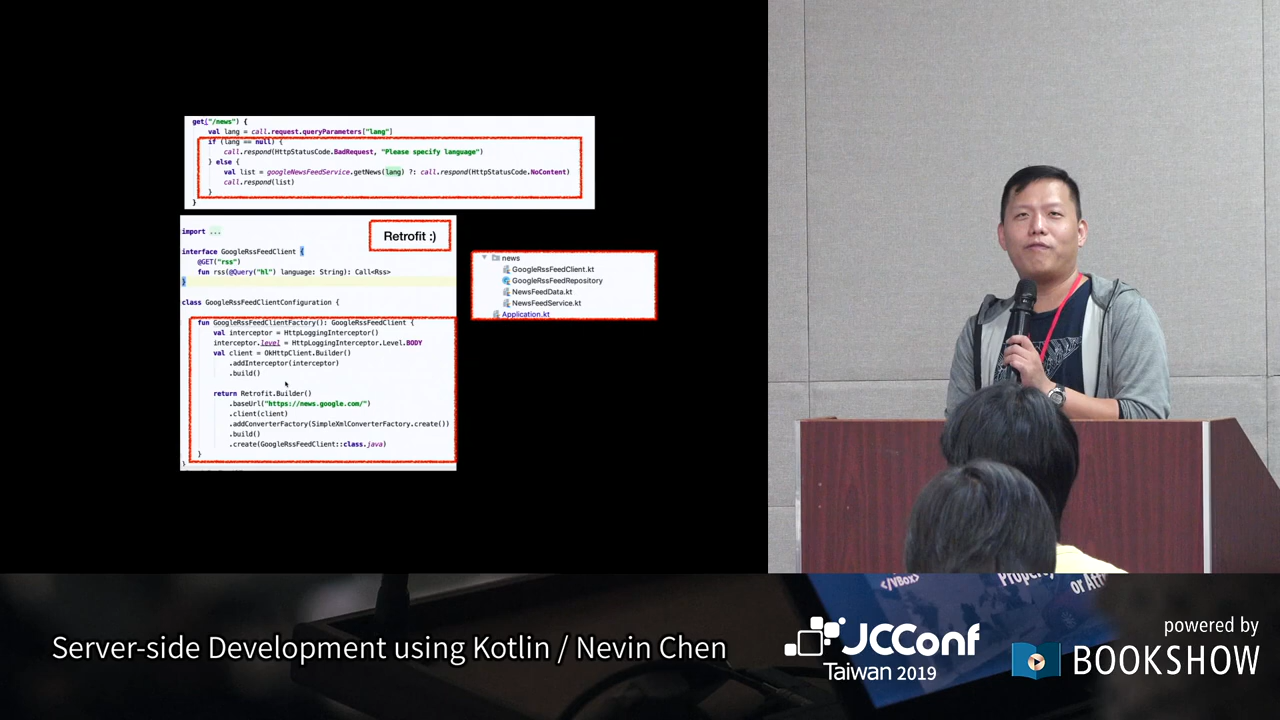 get("/news") {
val lang = call.request.queryParameters["lang"]
if (lang == null) {
call.respond(HttpStatusCode.BadRequest, "Please specify language")
} else {
val list = googleNewsFeedService.getNews(lang) ?: call.respond(HttpStatusCode.NoContent)
call.respond(list)
}
}
import ...
Retrofit :)
interface GoogleRssFeedClient {
@GET("rss")
fun rss(@Query("hl") language: String): Call<Rss>
}
class GoogleRssFeedClientConfiguration {
fun GoogleRssFeedClientFactory(): GoogleRssFeedClient {
val interceptor = HttpLoggingInterceptor()
interceptor.level = HttpLoggingInterceptor.Level.BODY
val client = OkHttpClient.Builder()
.addInterceptor(interceptor)
.build()
return Retrofit.Builder()
.baseUrl("https://news.google.com/")
.client(client)
.addConverterFactory(SimpleXmlConverterFactory.create())
.build()
.create(GoogleRssFeedClient::class.java)
}
}
news
GoogleRssFeedClient.kt
GoogleRssFeedRepository
NewsFeedData.kt
NewsFeedService.kt
Application.kt
</VBox>
or
Server-side Development using Kotlin / Nevin Chen
JCConf
Taiwan 2019
powered by
BOOKSHOW